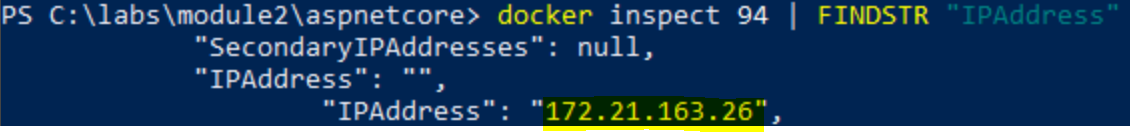 PS C:\labs\module2\aspnetcore> docker inspect 94 | FINDSTR "IPAddress"
"SecondaryIPAddresses": null,
"IPAddress": "",
"IPAddress": "172.21.163.26",